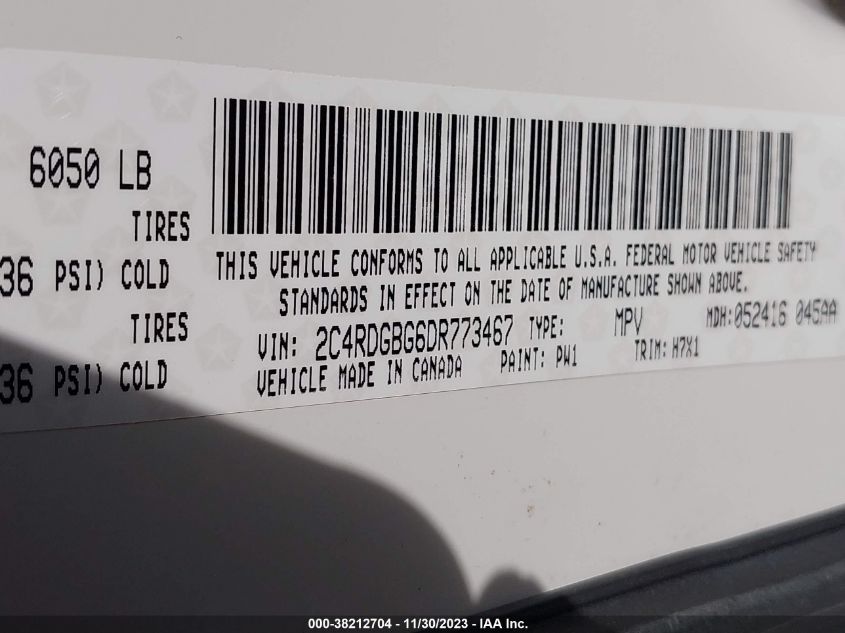 6050 LB
TIRES
36 PSI) COLD
TIRES
36 PSI) COLD
THIS VEHICLE CONFORMS TO ALL APPLICABLE U.S.A. FEDERAL MOTOR VEHICLE SAFETY
STANDARDS IN EFFECT ON THE DATE OF MANUFACTURE SHOWN ABOVE.
VIN: 2C4RDGBG6DR773467 TYPE: MPV MDH: 052416 045AA
VEHICLE MADE IN CANADA PAINT: PW1 TRIM: H7X1
000-38212704 - 11/30/2023 - IAA Inc.